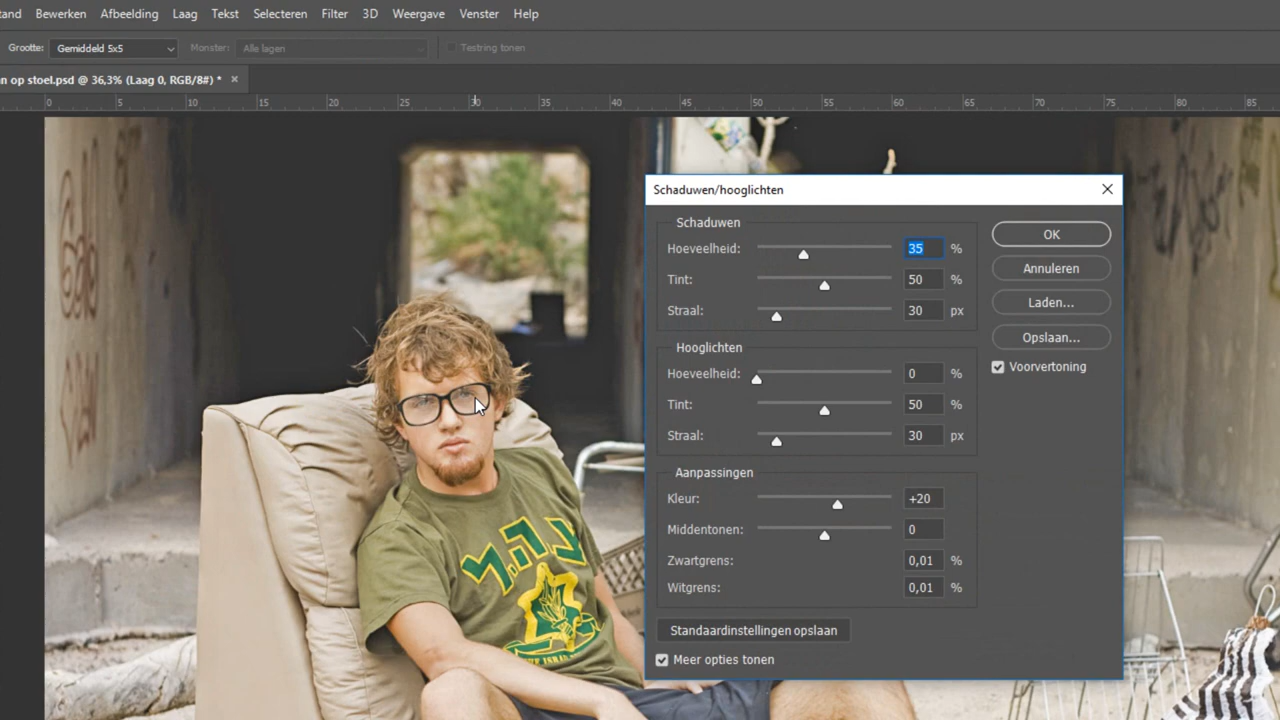 tand Bewerken Afbeelding Laag Tekst Selecteren Filter 3D Weergave Venster Help
Grootte: Gemiddeld 5x5 Monster: Alle lagen Testring tonen
n op stoel.psd @ 36,3% (Laag 0, RGB/8#) * ×
0 5 10 15 20 25 30 35 40 45 50 55 60 65 70 75 80 85
Schaduwen/hooglichten
Schaduwen
Hoeveelheid: 35 %
Tint: 50 %
Straal: 30 px
Hooglichten
Hoeveelheid: 0 %
Tint: 50 %
Straal: 30 px
Aanpassingen
Kleur: +20
Middentonen: 0
Zwartgrens: 0,01 %
Witgrens: 0,01 %
Standaardinstellingen opslaan
Meer opties tonen
OK
Annuleren
Laden...
Opslaan...
Voorvertoning
צה"ל